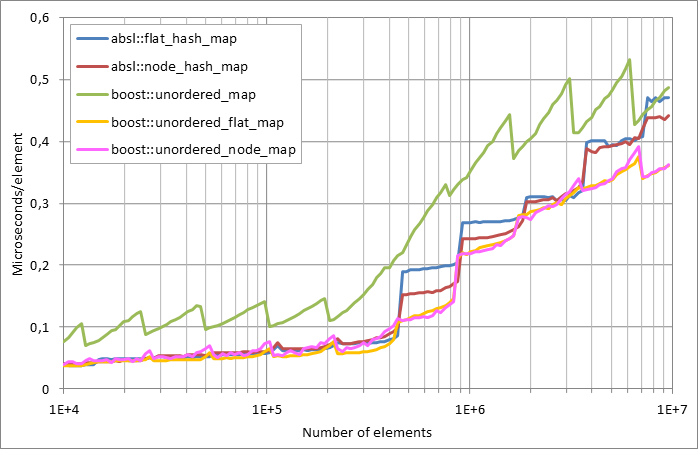 0,6
0,5
0,4
0,3
0,2
0,1
0
Microseconds/element
absl::flat_hash_map
absl::node_hash_map
boost::unordered_map
boost::unordered_flat_map
boost::unordered_node_map
1E+4 1E+5 1E+6 1E+7
Number of elements